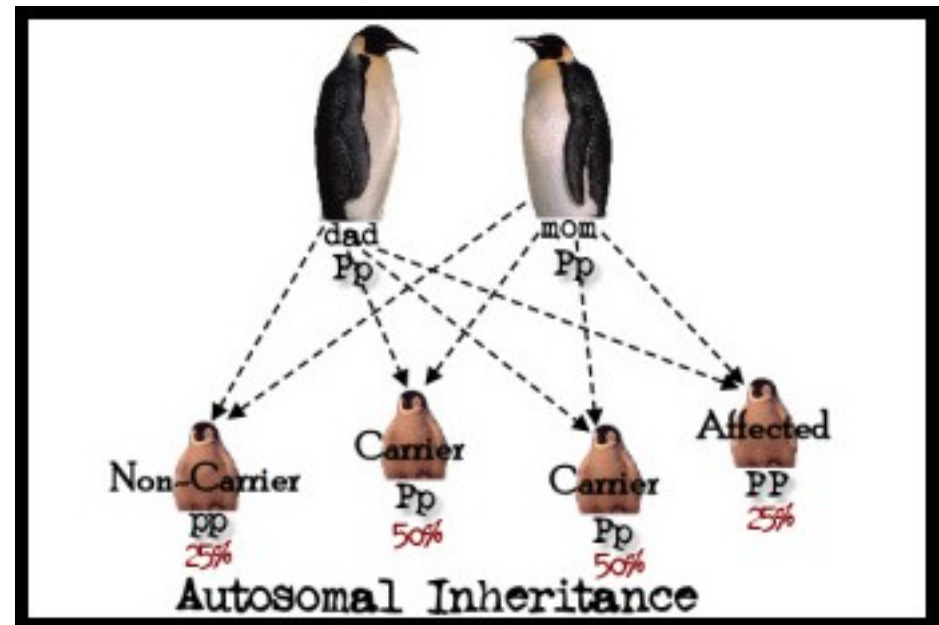 dad
Pp
mom
Pp
Non-Carrier
pp
25%
Carrier
Pp
50%
Carrier
Pp
50%
Affected
PP
25%
Autosomal Inheritance